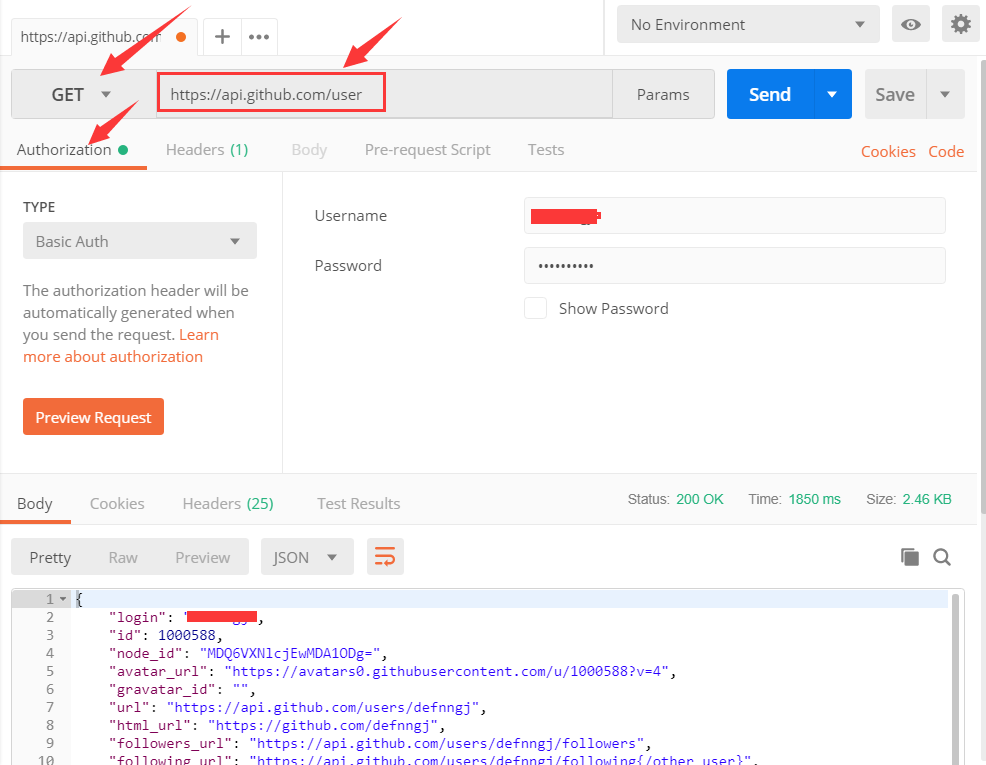 https://api.github.com
No Environment
GET https://api.github.com/user Params Send Save
Authorization Headers (1) Body Pre-request Script Tests Cookies Code
TYPE
Basic Auth
The authorization header will be
automatically generated when
you send the request. Learn
more about authorization
Preview Request
Username
Password ••••••••••
Show Password
Body Cookies Headers (25) Test Results Status: 200 OK Time: 1850 ms Size: 2.46 KB
Pretty Raw Preview JSON
1 {
2 "login": ",
3 "id": 1000588,
4 "node_id": "MDQ6VXNlcjEwMDA1ODg=",
5 "avatar_url": "https://avatars0.githubusercontent.com/u/1000588?v=4",
6 "gravatar_id": "",
7 "url": "https://api.github.com/users/defnngj",
8 "html_url": "https://github.com/defnngj",
9 "followers_url": "https://api.github.com/users/defnngj/followers",
10 "following_url": "https://api.github.com/users/defnngj/following{/other_user}",